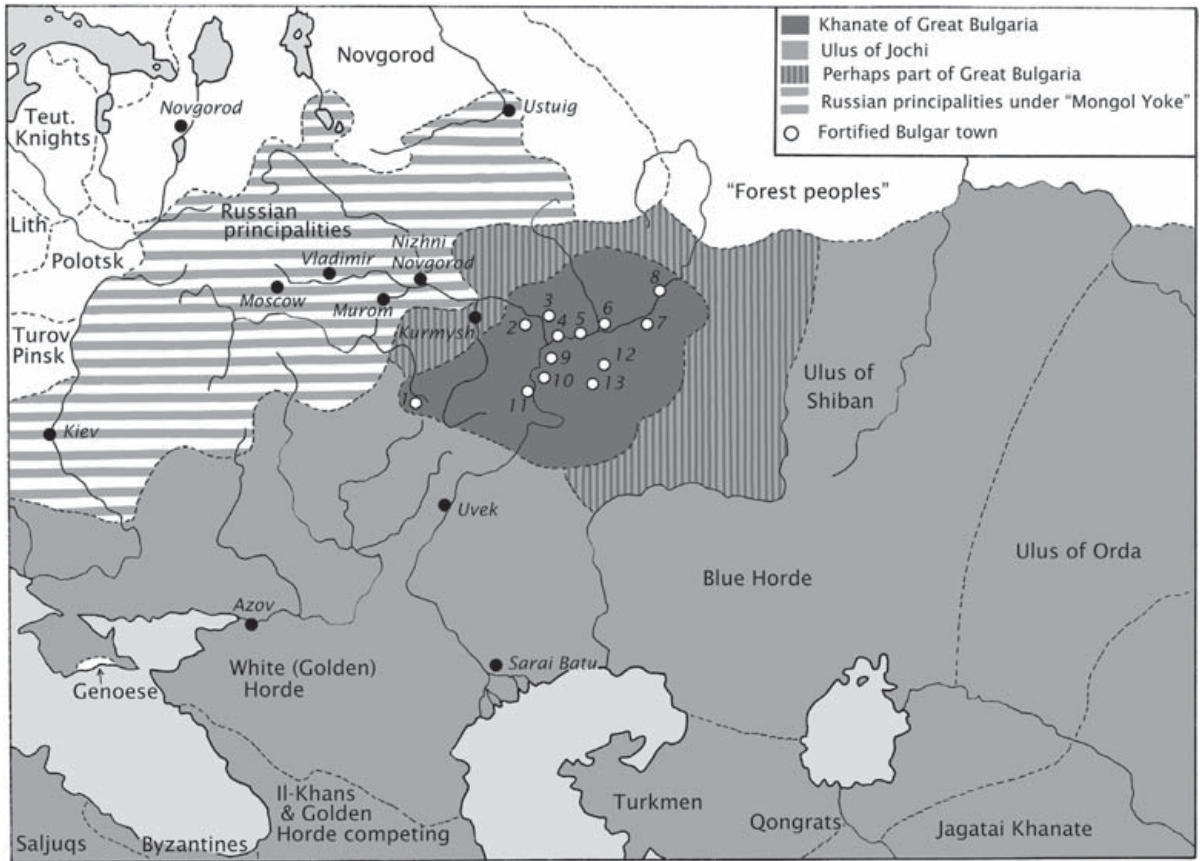 Khanate of Great Bulgaria
Ulus of Jochi
Perhaps part of Great Bulgaria
Russian principalities under "Mongol Yoke"
Fortified Bulgar town
Novgorod
Novgorod
Ustuig
Teut.
Knights
"Forest peoples"
Lith.
Russian
principalities
Polotsk
Nizhni
Novgorod
Vladimir
Moscow
Murom
Kurmysh
Turov
Pinsk
8
3
2
4
5
6
7
9
12
10
13
11
1
Ulus of
Shiban
Kiev
Uvek
Ulus of Orda
Blue Horde
Azov
White (Golden)
Horde
Sarai Batu
Genoese
Il-Khans
& Golden
Horde competing
Turkmen
Qongrats
Jagatai Khanate
Saljuqs
Byzantines